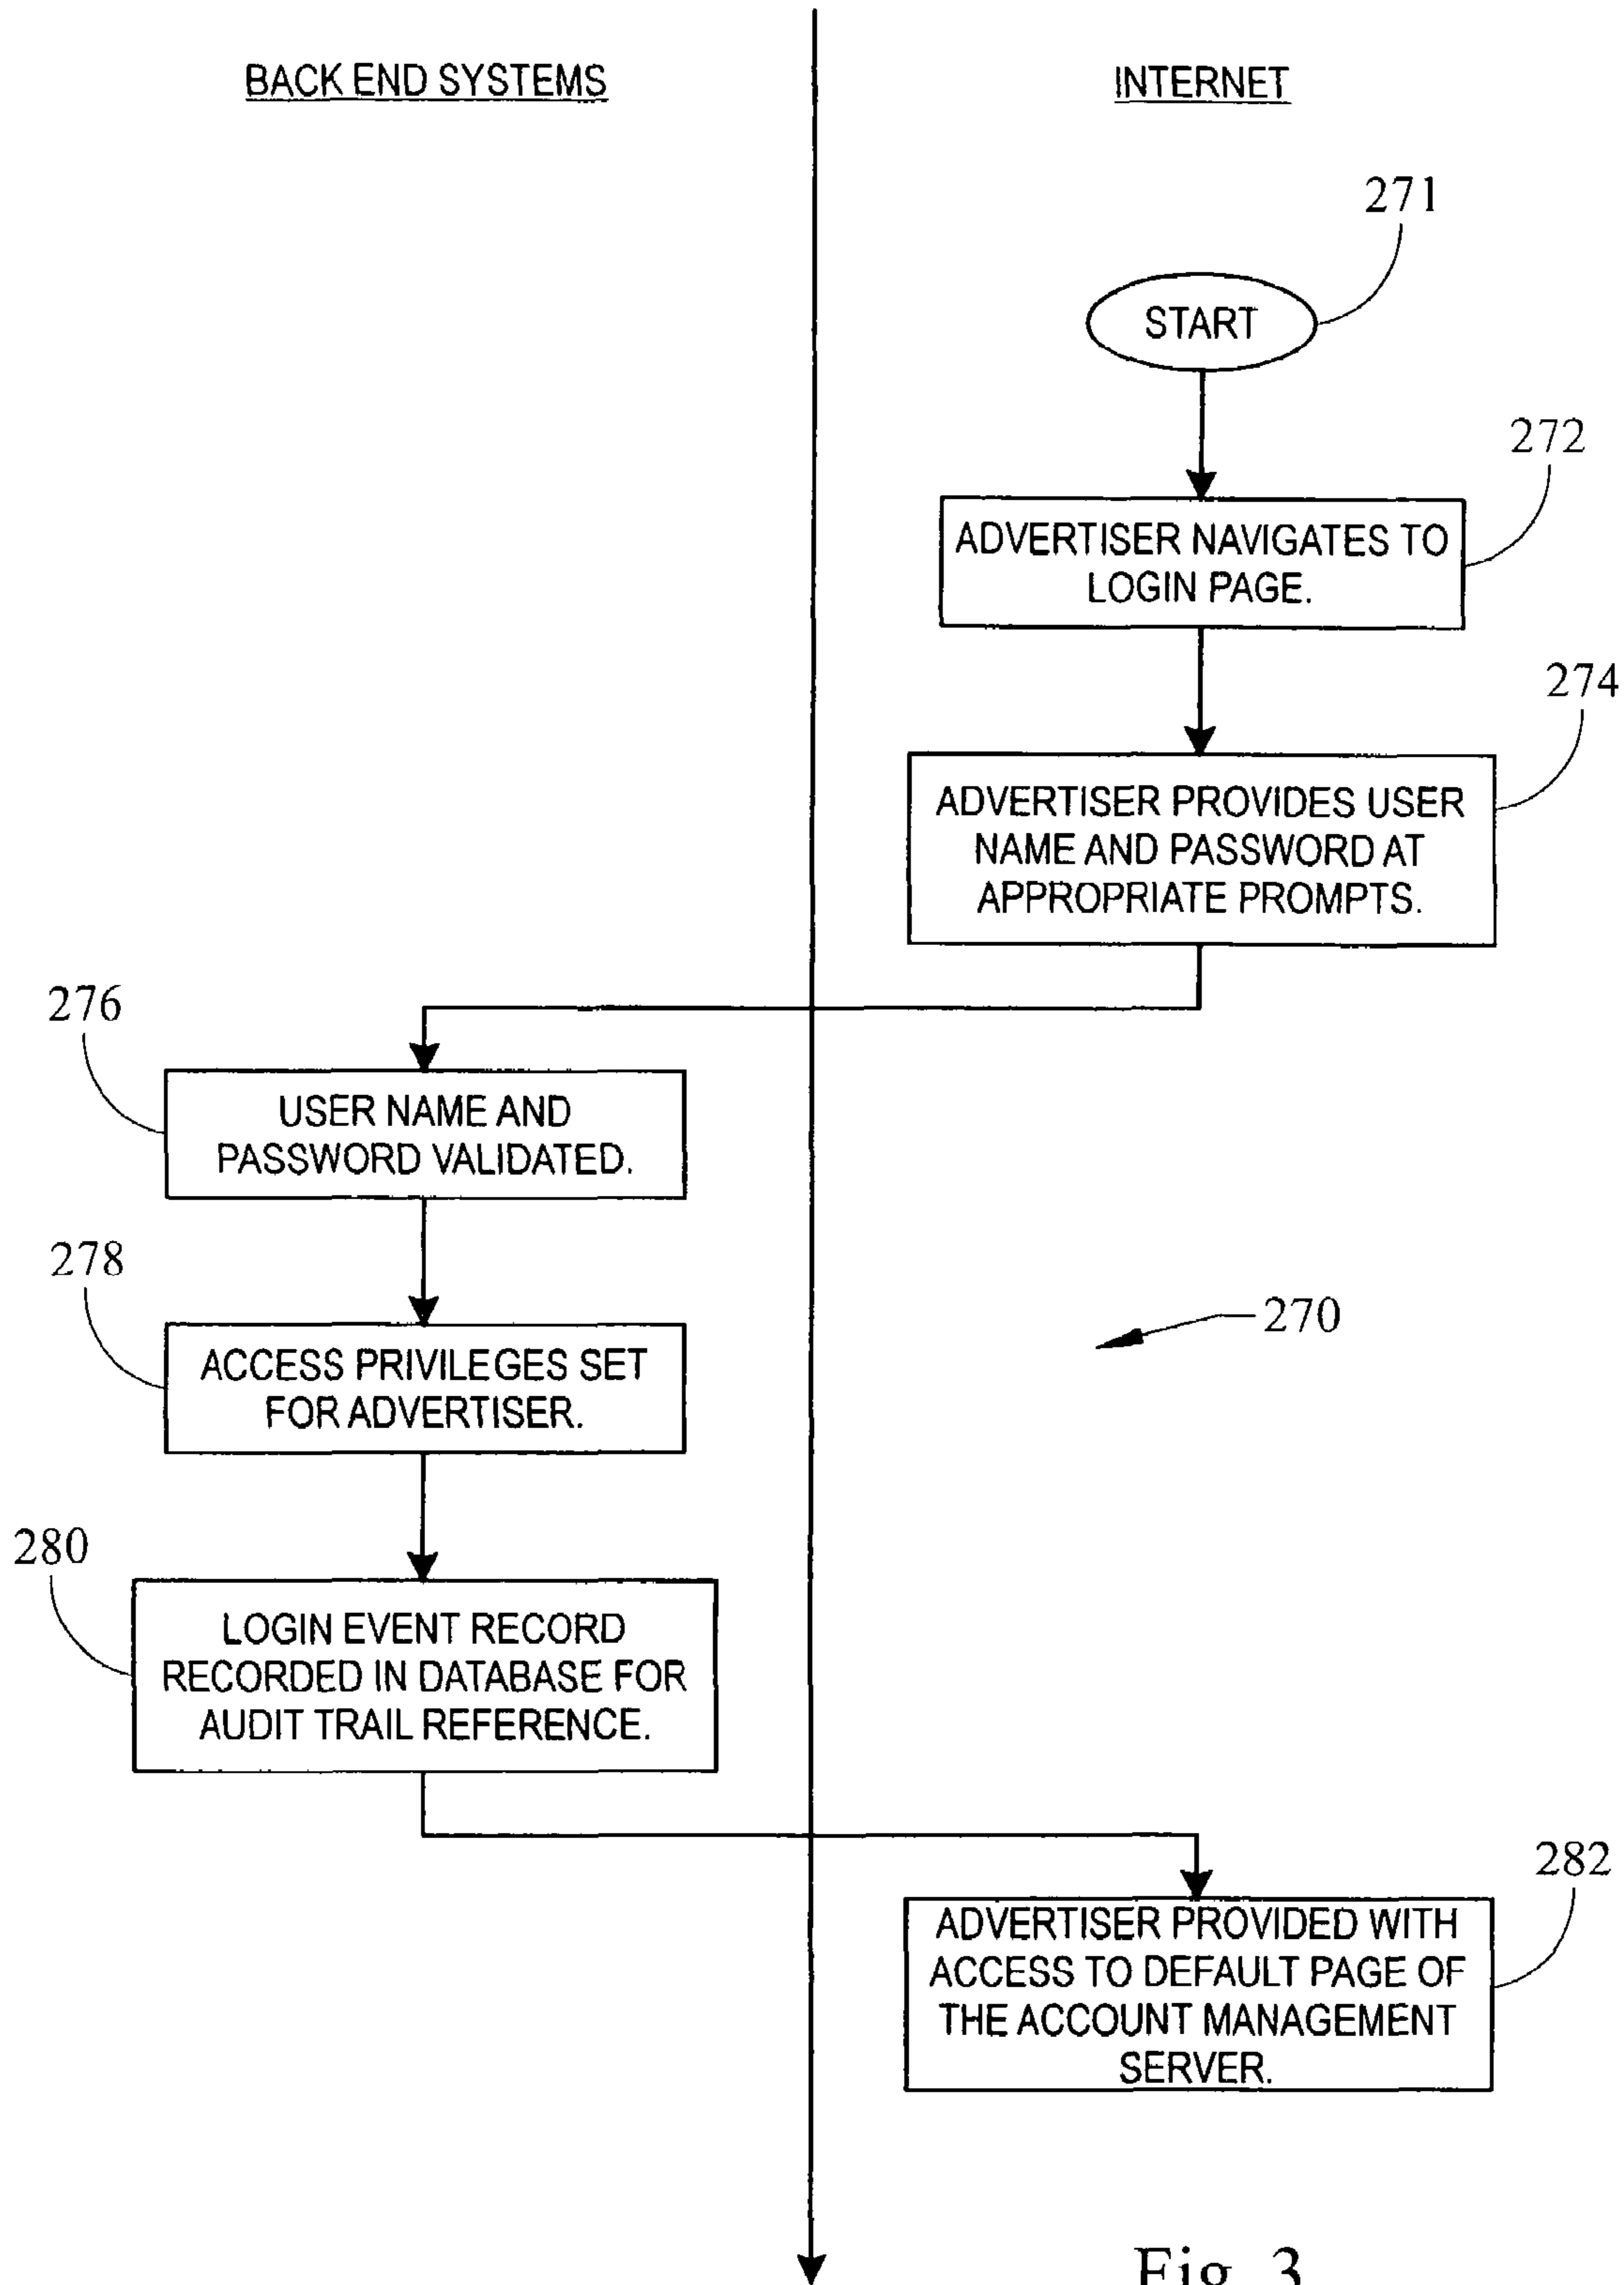 BACK END SYSTEMS
INTERNET
271
START
272
ADVERTISER NAVIGATES TO
LOGIN PAGE.
274
ADVERTISER PROVIDES USER
NAME AND PASSWORD AT
APPROPRIATE PROMPTS.
276
USER NAME AND
PASSWORD VALIDATED.
278
ACCESS PRIVILEGES SET
FOR ADVERTISER.
270
280
LOGIN EVENT RECORD
RECORDED IN DATABASE FOR
AUDIT TRAIL REFERENCE.
282
ADVERTISER PROVIDED WITH
ACCESS TO DEFAULT PAGE OF
THE ACCOUNT MANAGEMENT
SERVER.
Fig. 3